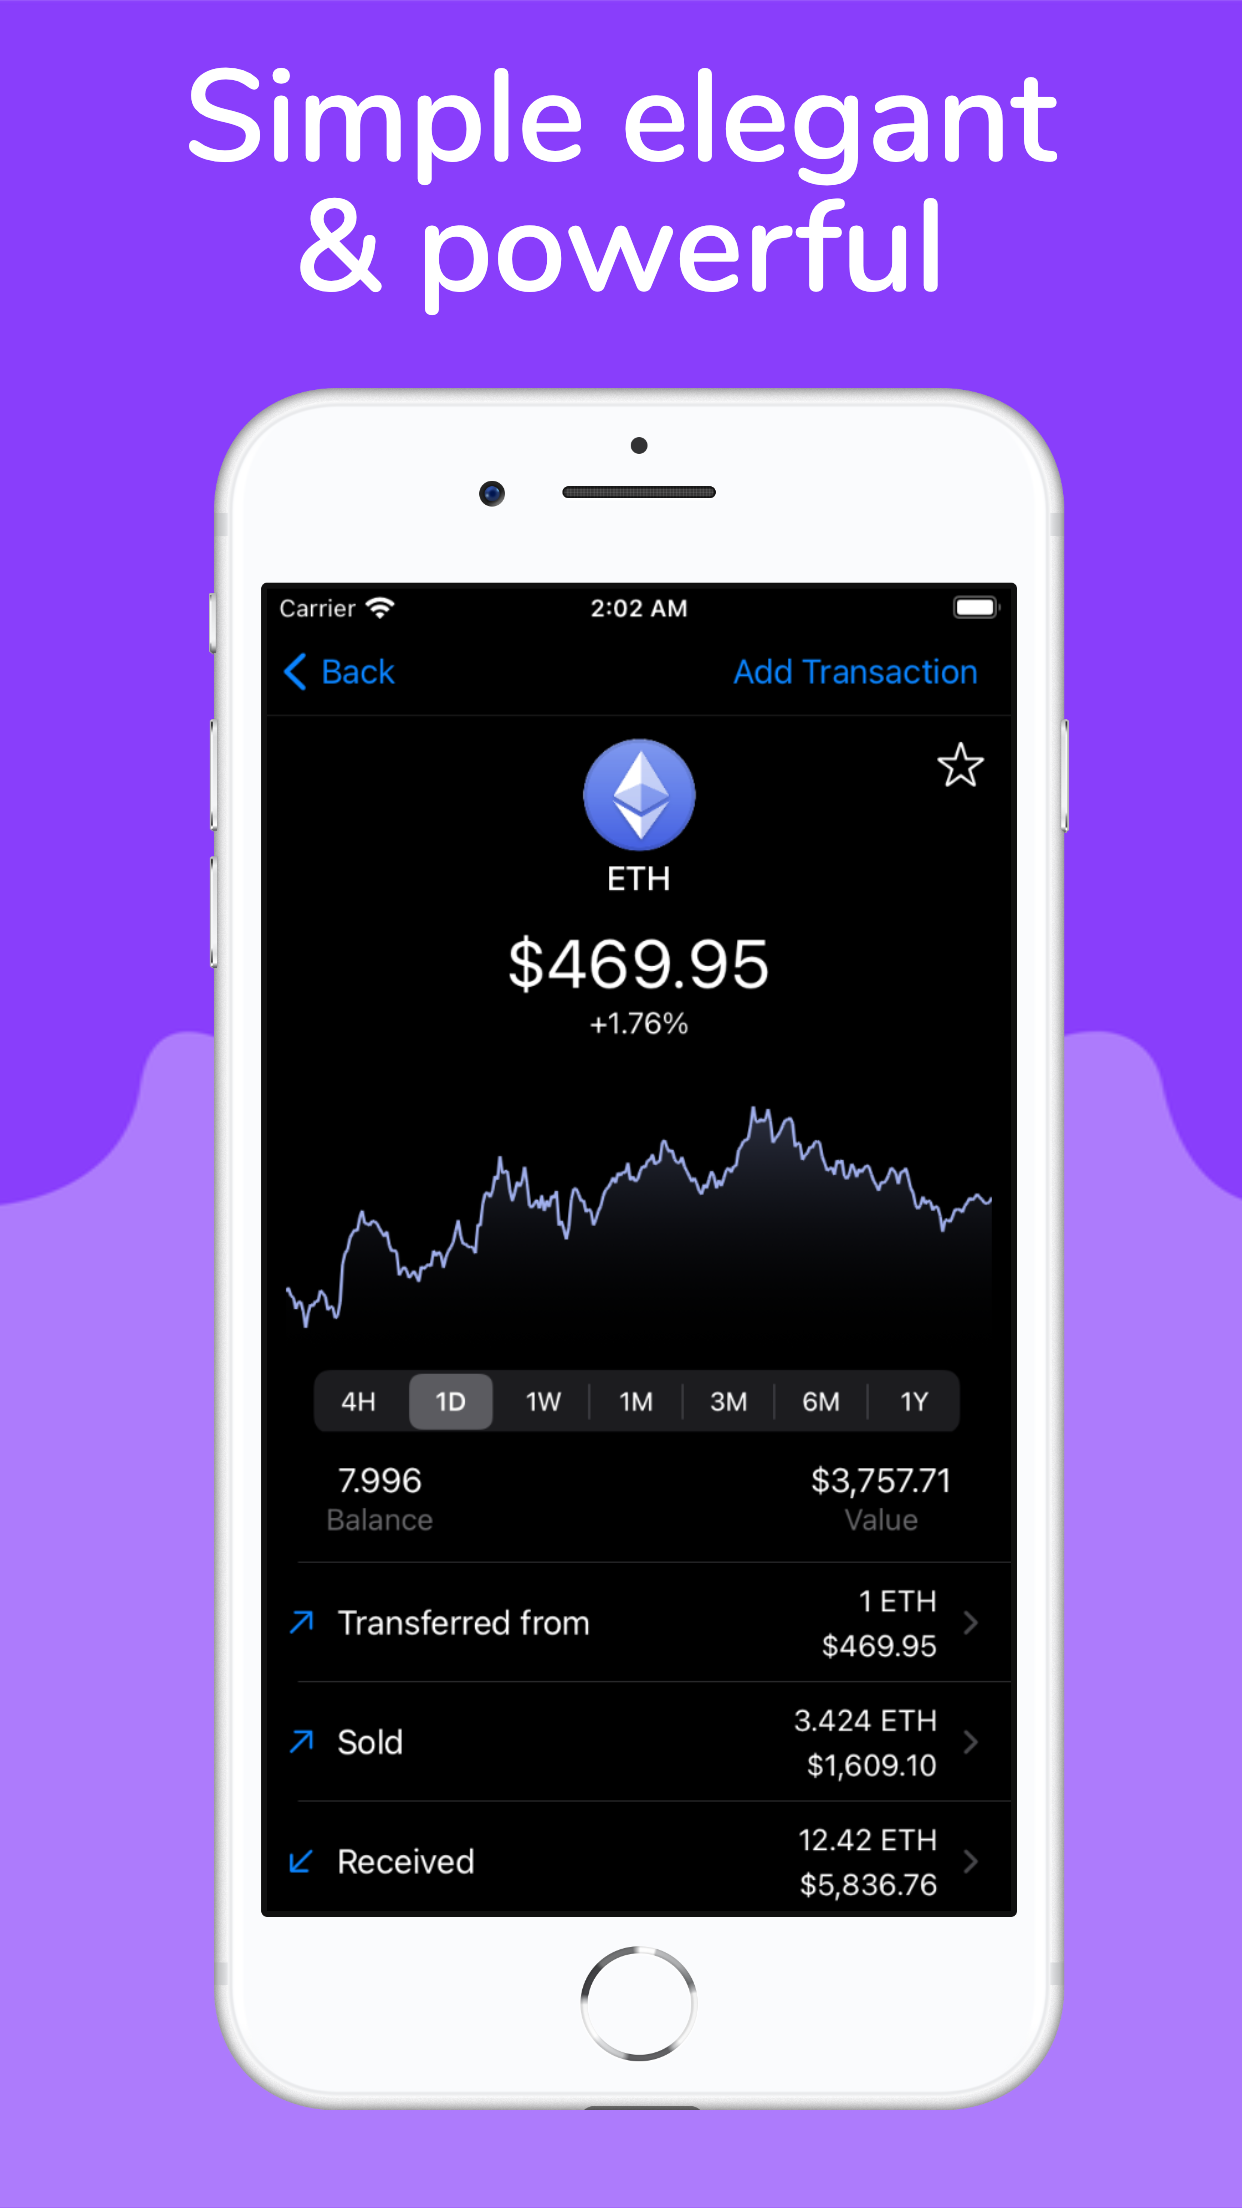 Simple elegant
& powerful
Carrier 2:02 AM
Back Add Transaction
ETH
$469.95
+1.76%
4H 1D 1W 1M 3M 6M 1Y
7.996 $3,757.71
Balance Value
1 ETH
Transferred from
$469.95
3.424 ETH
Sold
$1,609.10
12.42 ETH
Received
$5,836.76